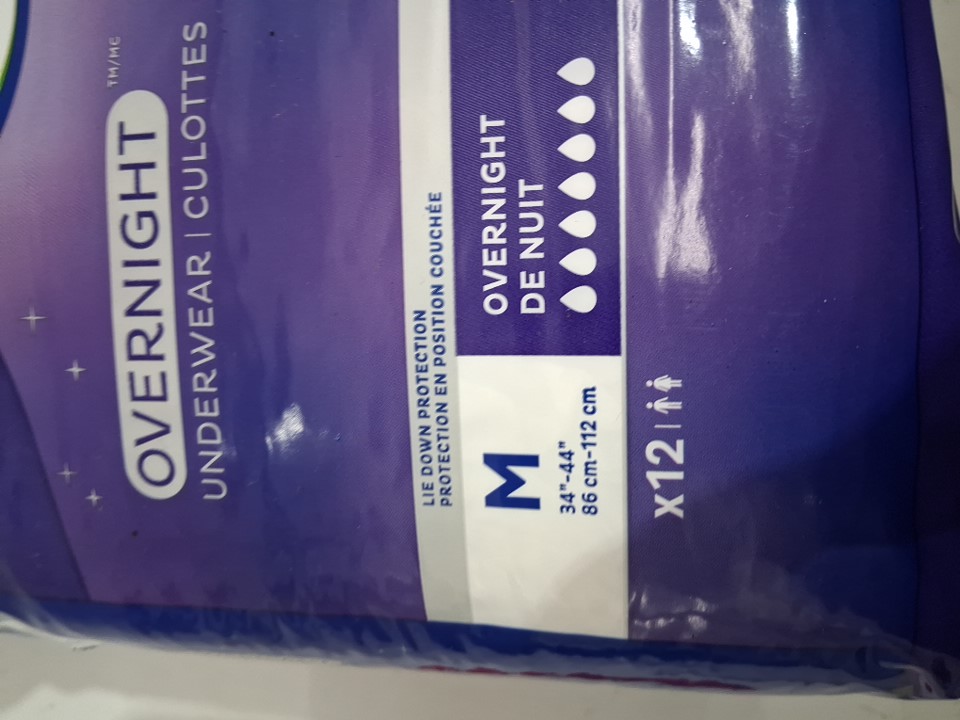 OVERNIGHT TM/MC
UNDERWEAR | CULOTTES
LIE DOWN PROTECTION
PROTECTION EN POSITION COUCHÉE
M
34"-44"
86 cm-112 cm
OVERNIGHT
DE NUIT
X12